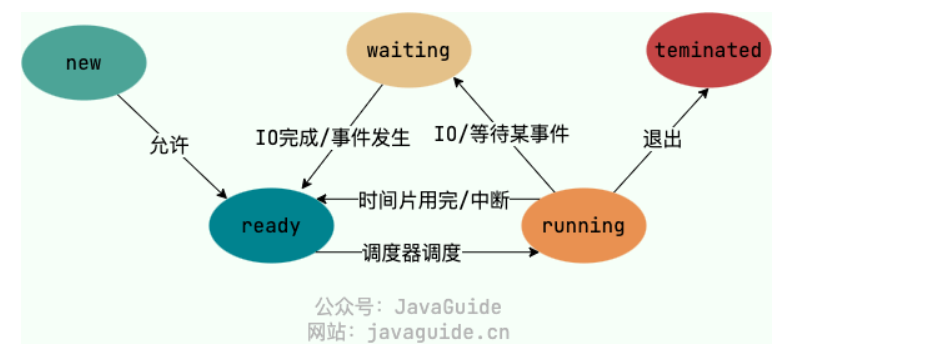 new
waiting
teminated
允许
IO完成/事件发生
IO/等待某事件
退出
ready
时间片用完/中断
running
调度器调度
公众号：JavaGuide
网站：javaguide.cn